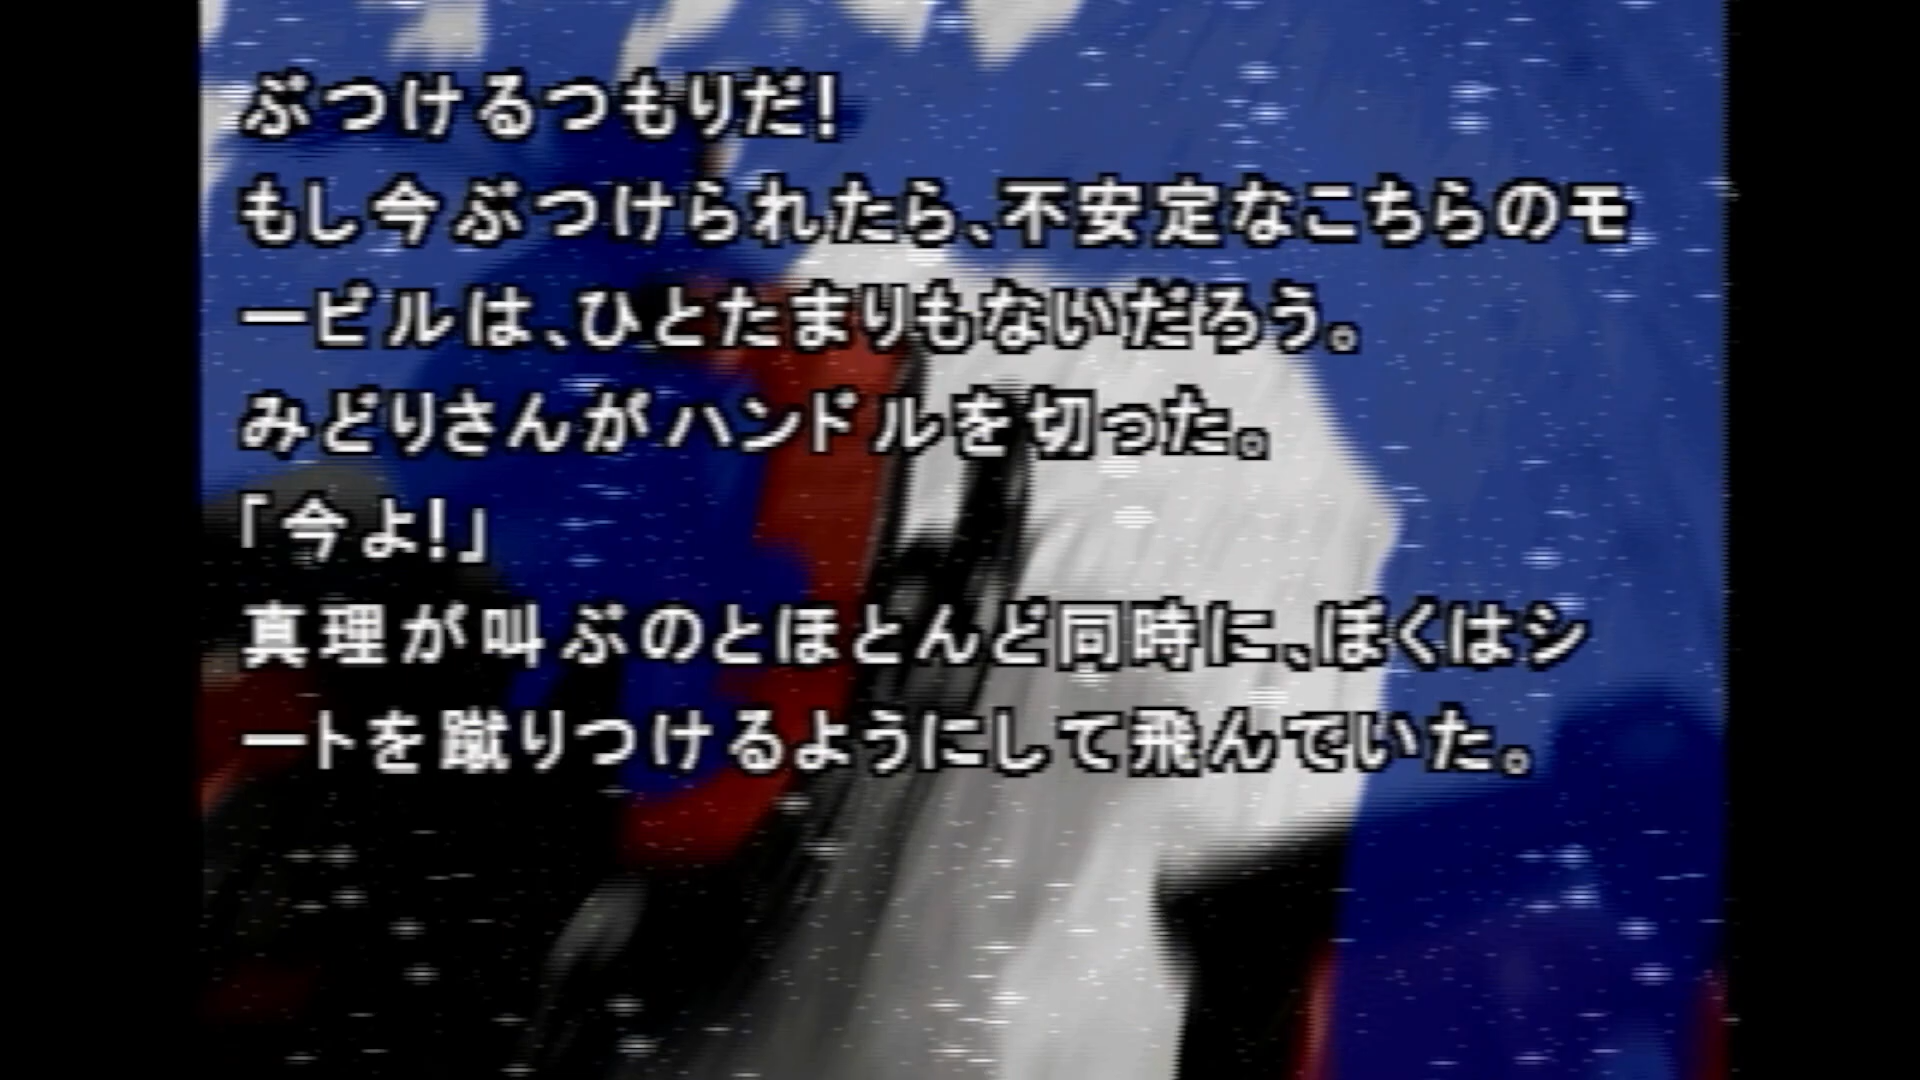 ぶつけるつもりだ！
もし今ぶつけられたら、不安定なこちらのモ
ービルは、ひとたまりもないだろう。
みどりさんがハンドルを切った。
「今よ！」
真理が叫ぶのとほとんど同時に、ぼくはシ
ートを蹴りつけるようにして飛んでいた。